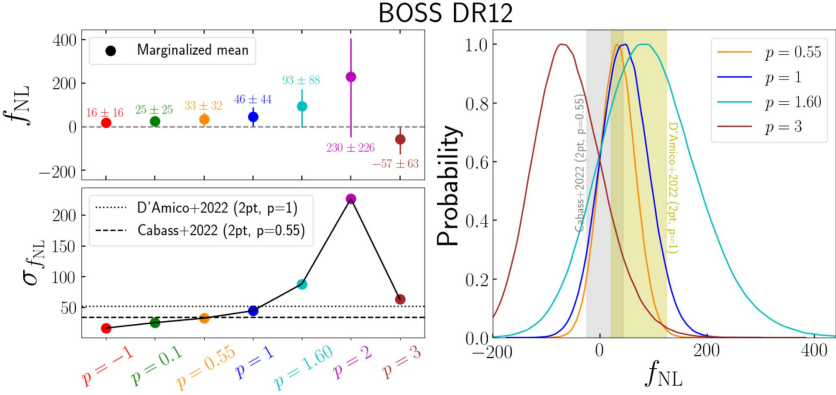 BOSS DR12
400
200
0
−200
f_NL
Marginalized mean
16 ± 16
25 ± 25
33 ± 32
46 ± 44
93 ± 88
230 ± 226
−57 ± 63
200
150
100
50
σ_{f_NL}
D'Amico+2022 (2pt, p=1)
Cabass+2022 (2pt, p=0.55)
p = −1
p = 0.1
p = 0.55
p = 1
p = 1.60
p = 2
p = 3
1.0
0.8
0.6
0.4
0.2
0.0
Probability
Cabass+2022 (2pt, p=0.55)
D'Amico+2022 (2pt, p=1)
p = 0.55
p = 1
p = 1.60
p = 3
−200
0
200
400
f_NL